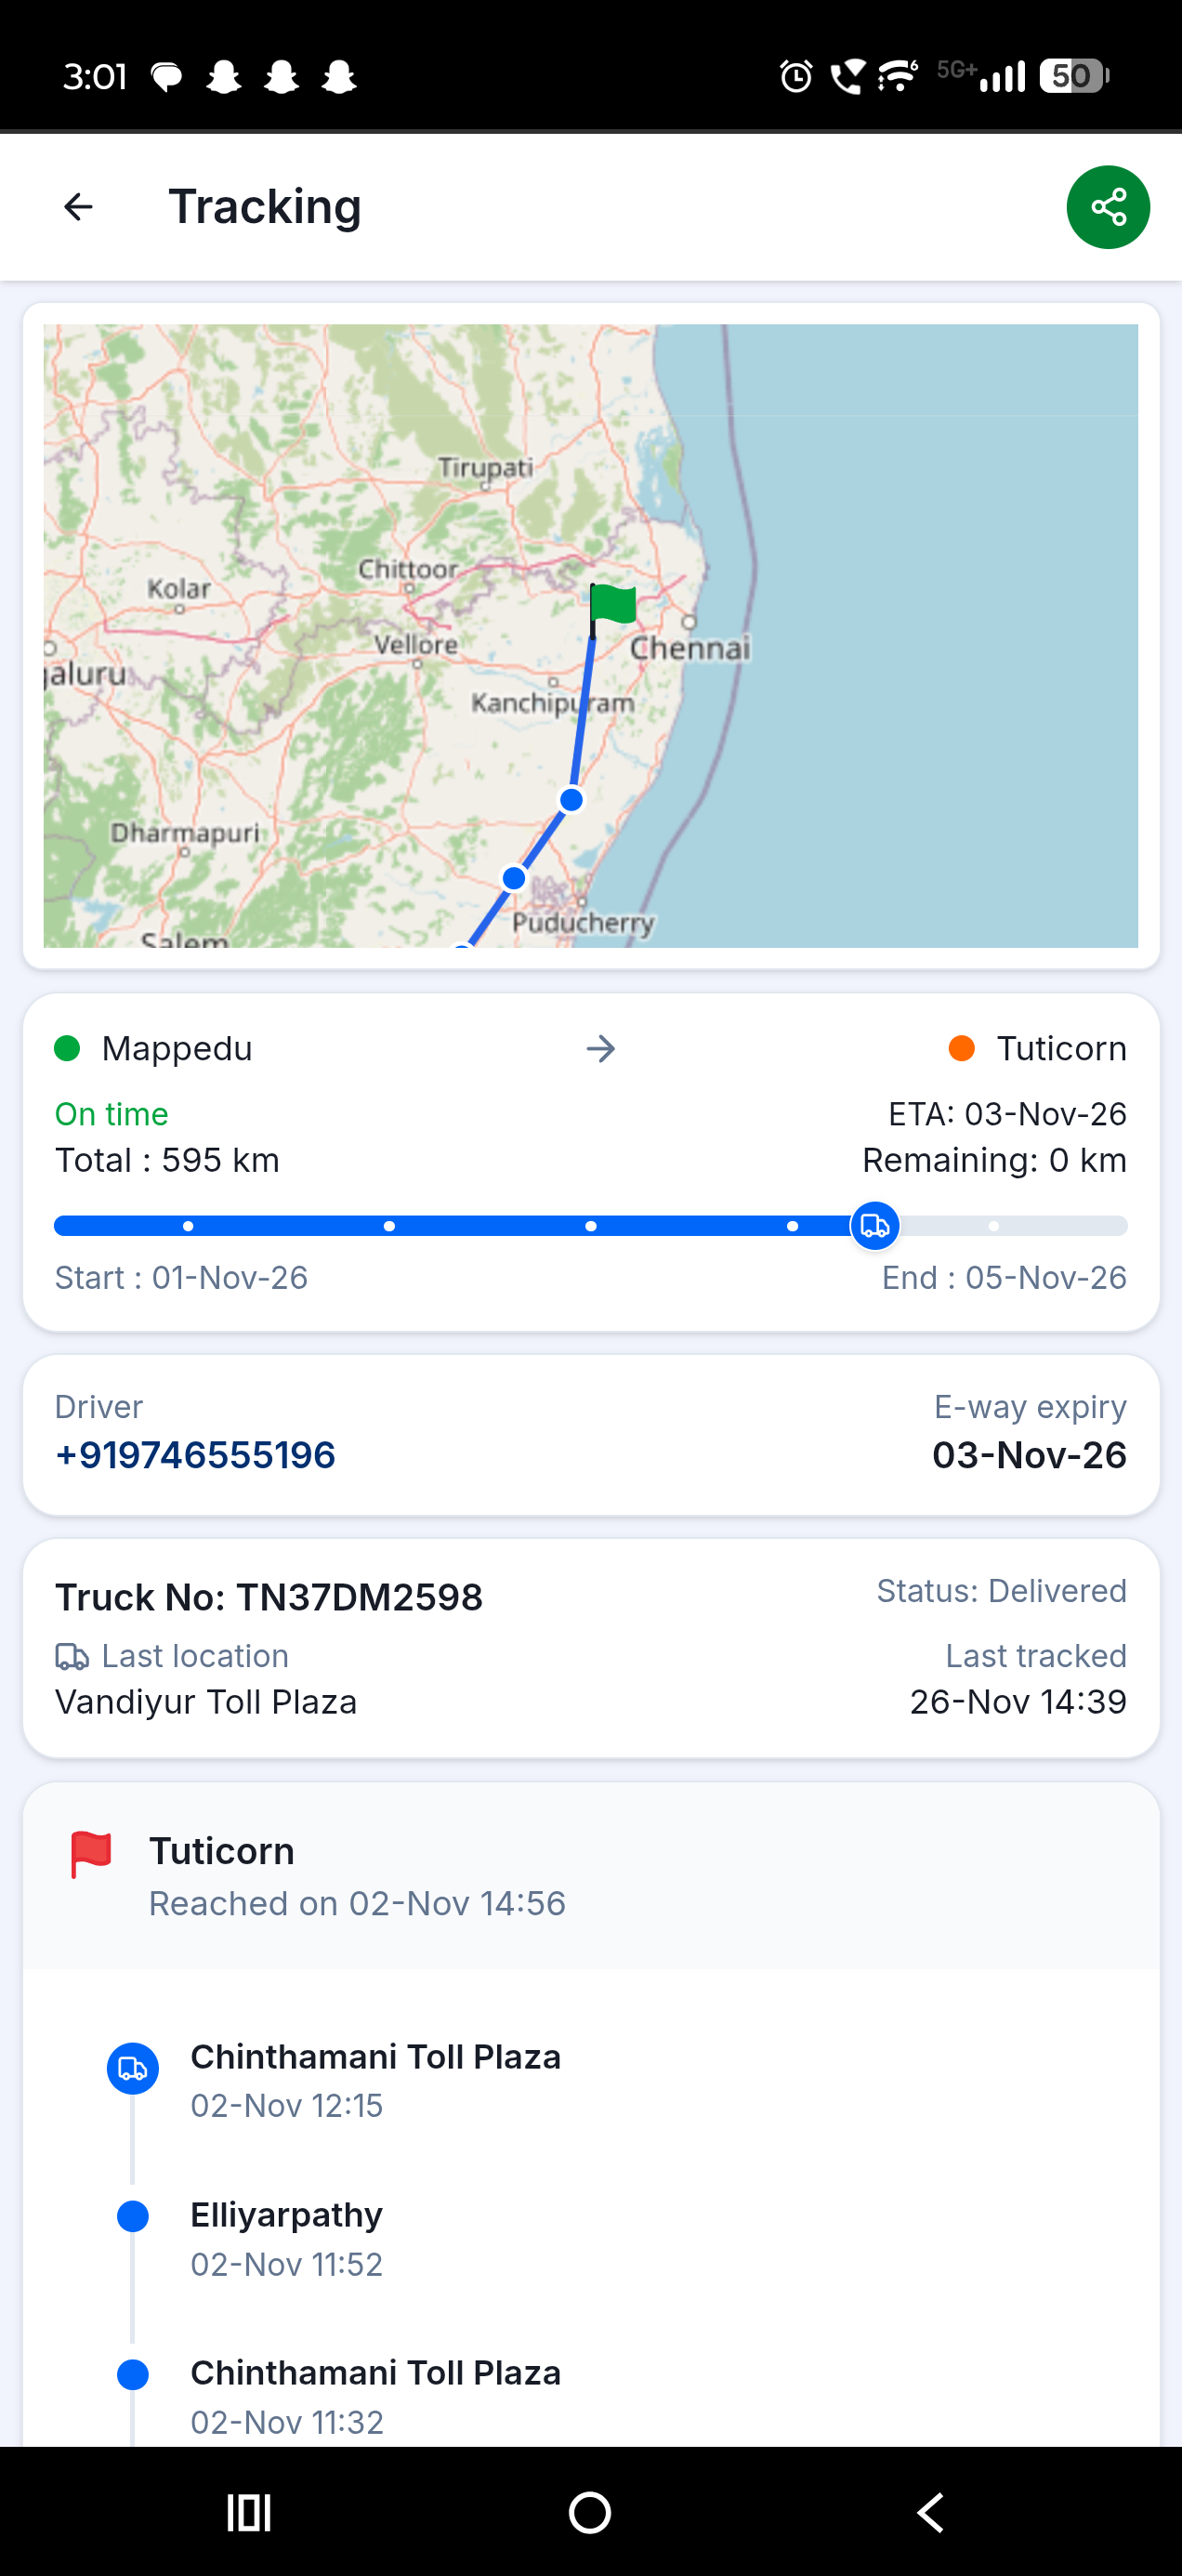 3:01
6
5G+
50
Tracking
Tirupati
Chittoor
Kolar
Vellore
Chennai
galuru
Kanchipuram
Dharmapuri
Puducherry
Salem
Mappedu
Tuticorn
On time
ETA: 03-Nov-26
Total : 595 km
Remaining: 0 km
Start : 01-Nov-26
End : 05-Nov-26
Driver
E-way expiry
+919746555196
03-Nov-26
Truck No: TN37DM2598
Status: Delivered
Last location
Last tracked
Vandiyur Toll Plaza
26-Nov 14:39
Tuticorn
Reached on 02-Nov 14:56
Chinthamani Toll Plaza
02-Nov 12:15
Elliyarpathy
02-Nov 11:52
Chinthamani Toll Plaza
02-Nov 11:32